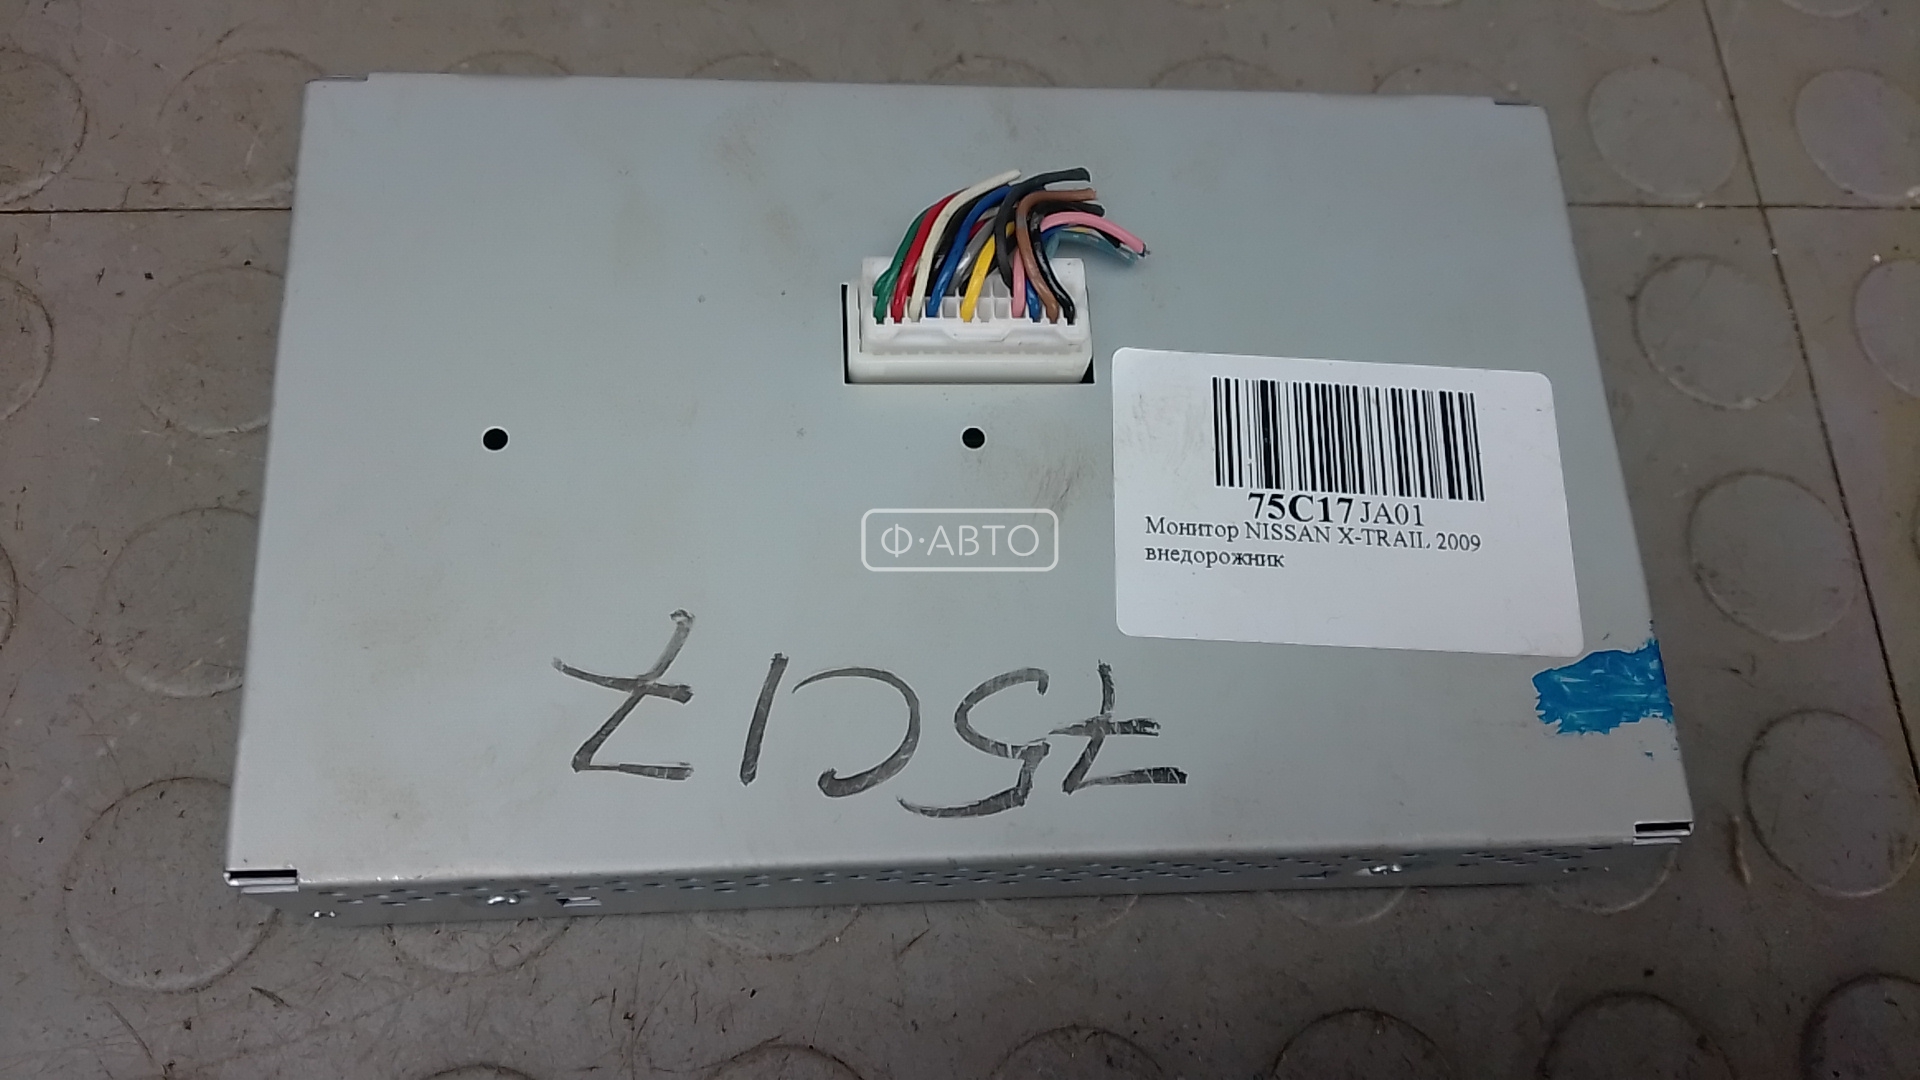 75C17JA01
Монитор NISSAN X-TRAIL 2009
внедорожник
Ф·АВТО
75C17